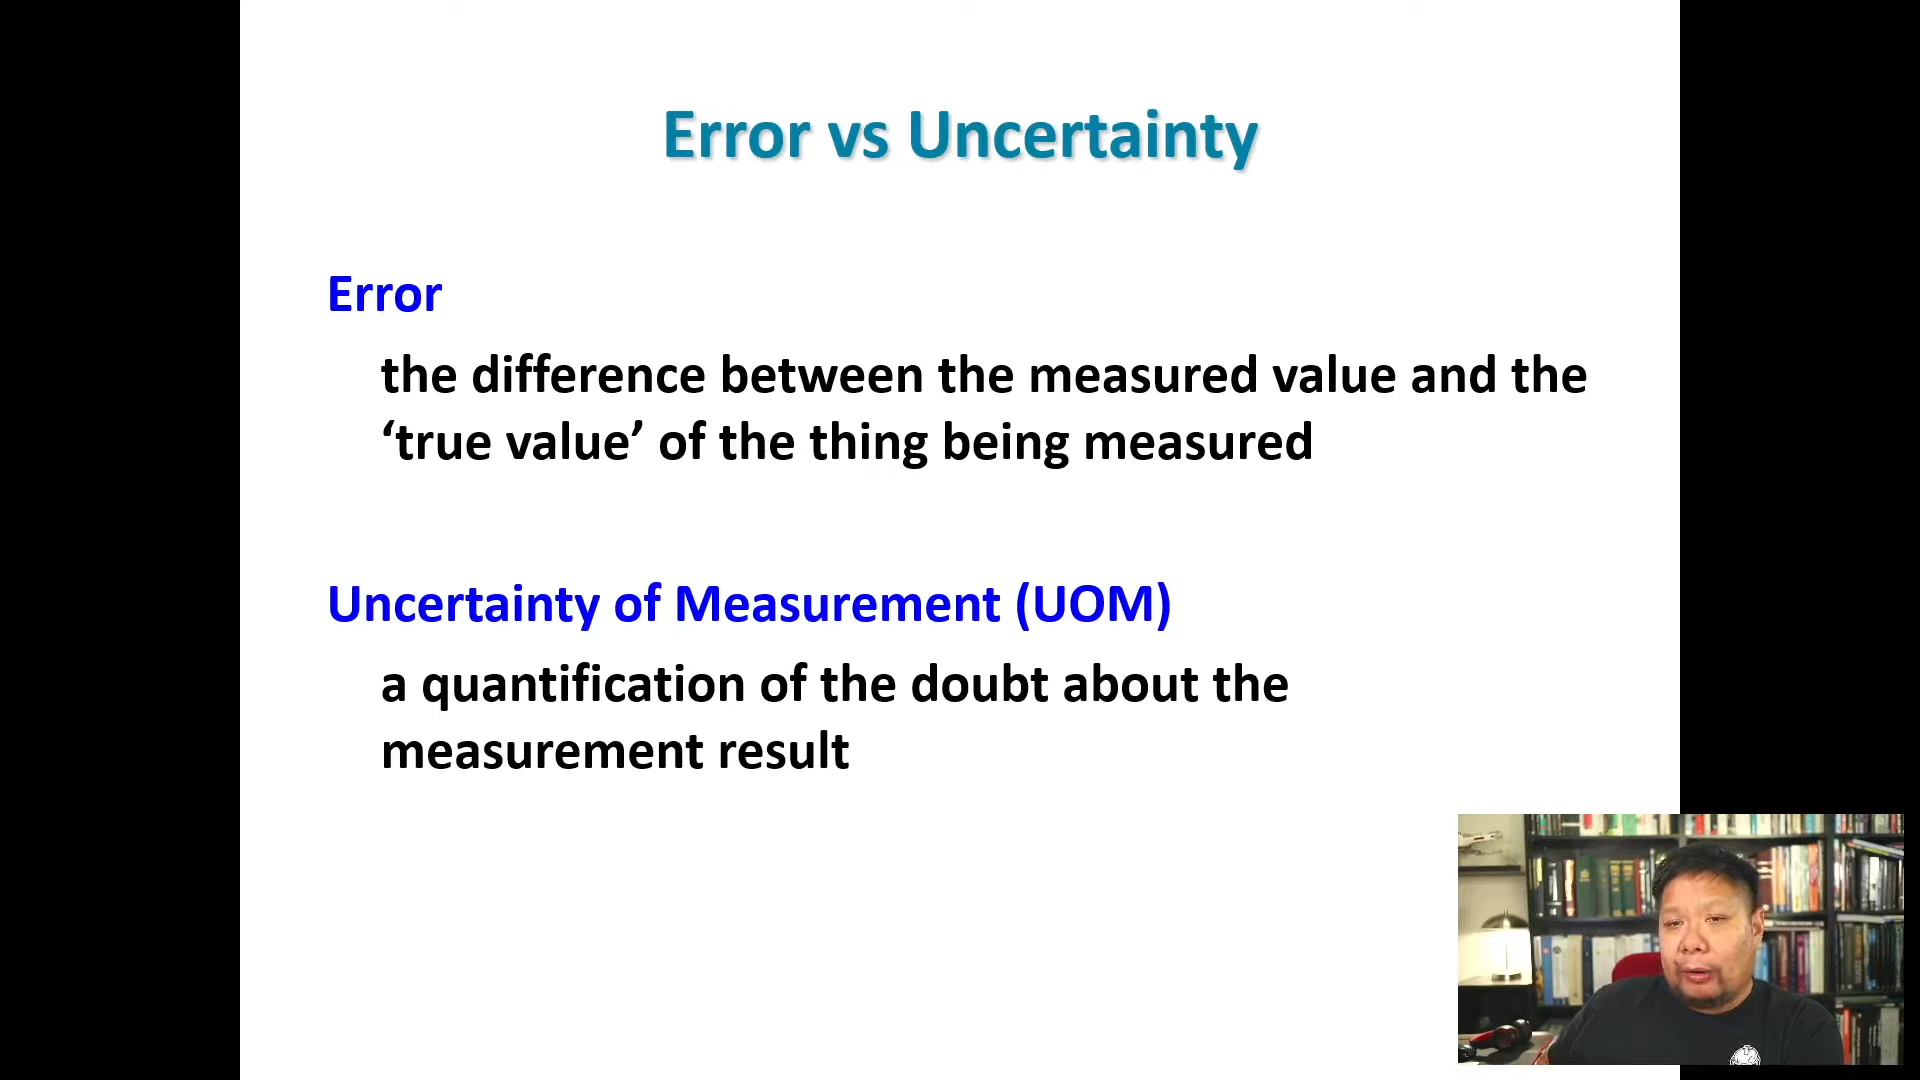 Error vs Uncertainty
Error
the difference between the measured value and the
‘true value’ of the thing being measured
Uncertainty of Measurement (UOM)
a quantification of the doubt about the
measurement result